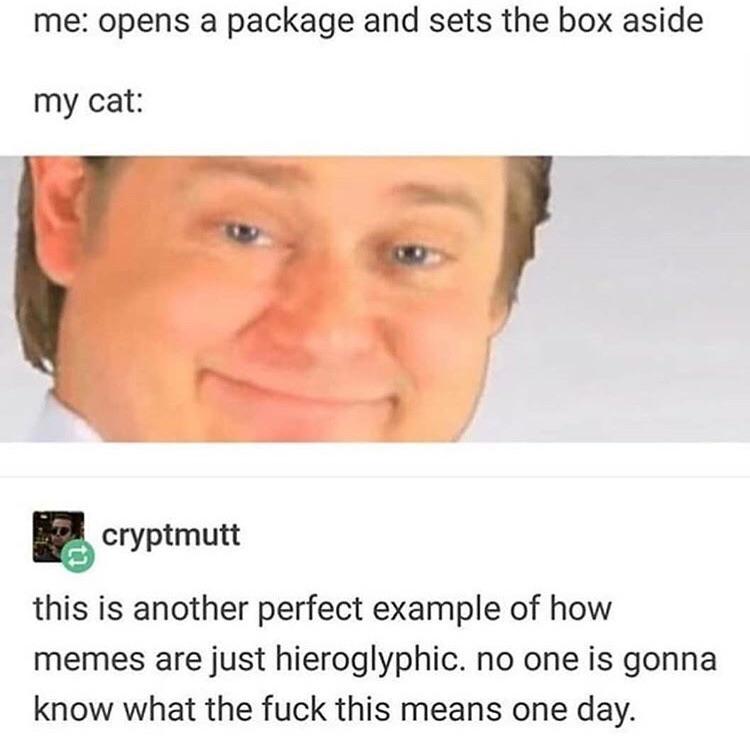 me: opens a package and sets the box aside
my cat:
cryptmutt
this is another perfect example of how
memes are just hieroglyphic. no one is gonna
know what the fuck this means one day.